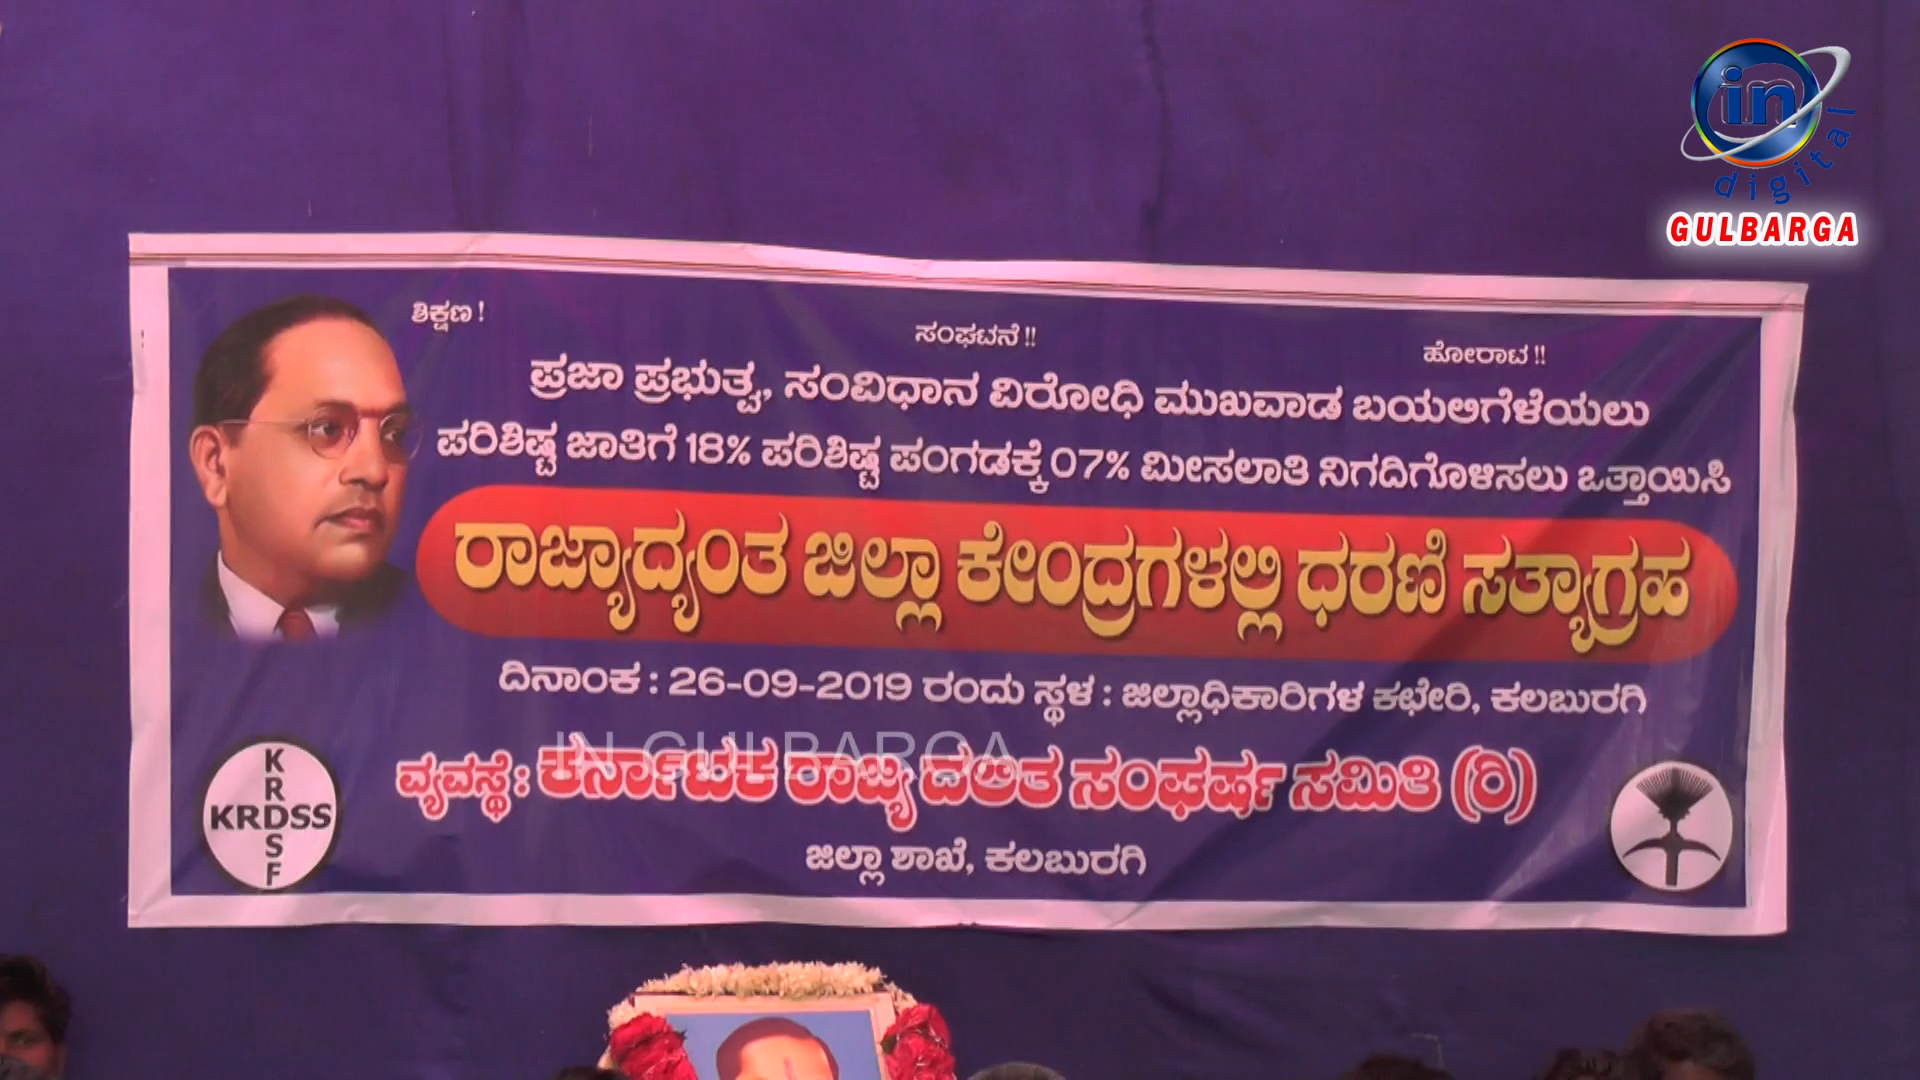 in
digital
GULBARGA
ಶಿಕ್ಷಣ !
ಸಂಘಟನೆ !!
ಹೋರಾಟ !!
ಪ್ರಜಾ ಪ್ರಭುತ್ವ, ಸಂವಿಧಾನ ವಿರೋಧಿ ಮುಖವಾಡ ಬಯಲಿಗೆಳೆಯಲು
ಪರಿಶಿಷ್ಟ ಜಾತಿಗೆ 18% ಪರಿಶಿಷ್ಟ ಪಂಗಡಕ್ಕೆ 07% ಮೀಸಲಾತಿ ನಿಗದಿಗೊಳಿಸಲು ಒತ್ತಾಯಿಸಿ
ರಾಜ್ಯಾದ್ಯಂತ ಜಿಲ್ಲಾ ಕೇಂದ್ರಗಳಲ್ಲಿ ಧರಣಿ ಸತ್ಯಾಗ್ರಹ
ದಿನಾಂಕ : 26-09-2019 ರಂದು ಸ್ಥಳ : ಜಿಲ್ಲಾಧಿಕಾರಿಗಳ ಕಛೇರಿ, ಕಲಬುರಗಿ
IN GULBARGA
ವ್ಯವಸ್ಥೆ : ಕರ್ನಾಟಕ ರಾಜ್ಯ ದಲಿತ ಸಂಘರ್ಷ ಸಮಿತಿ (ರಿ)
ಜಿಲ್ಲಾ ಶಾಖೆ, ಕಲಬುರಗಿ
KRDSS
KRDSF